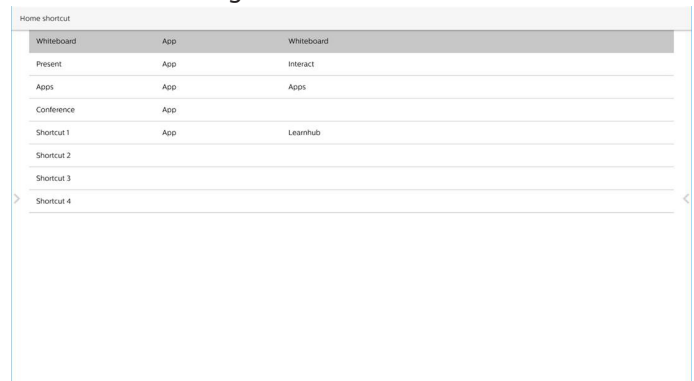 Home shortcut
Whiteboard App Whiteboard
Present App Interact
Apps App Apps
Conference App
Shortcut 1 App Learnhub
Shortcut 2
Shortcut 3
Shortcut 4